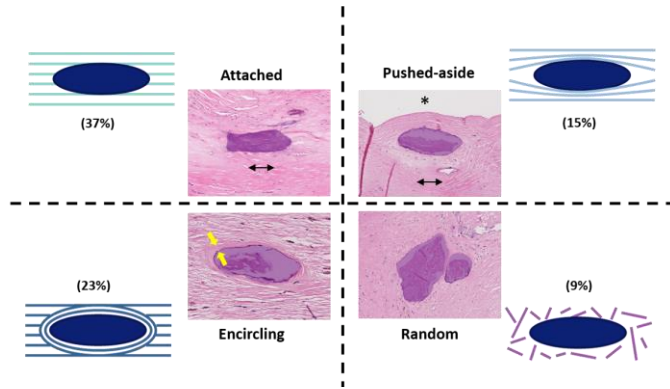 Attached
(37%)
Pushed-aside
*
(15%)
(23%)
Encircling
Random
(9%)